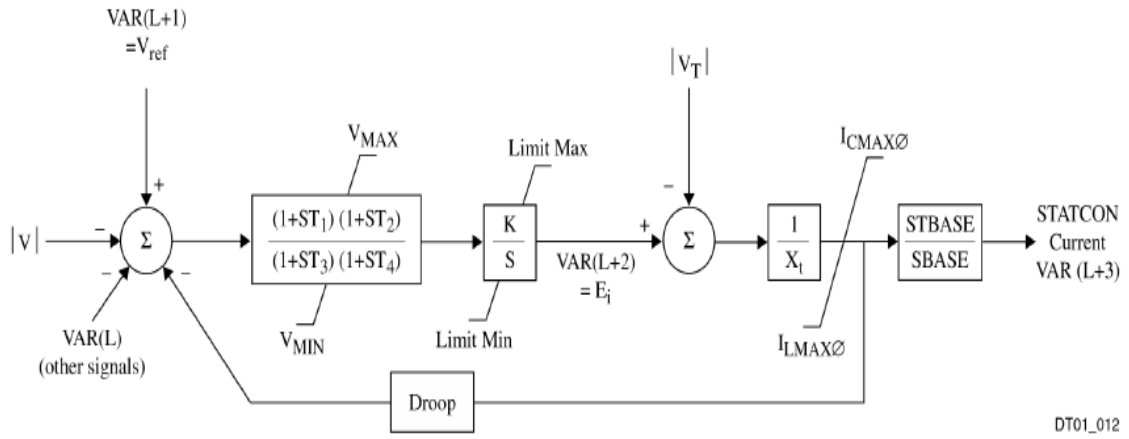 VAR(L+1)
=Vref
|VT|
VMAX
Limit Max
ICMAXØ
+
−
|V|
−
Σ
(1+ST1) (1+ST2)
(1+ST3) (1+ST4)
K
S
+
Σ
1
Xt
STBASE
SBASE
STATCON
Current
VAR (L+3)
−
−
VAR(L+2)
= Ei
VAR(L)
(other signals)
VMIN
Limit Min
ILMAXØ
Droop
DT01_012